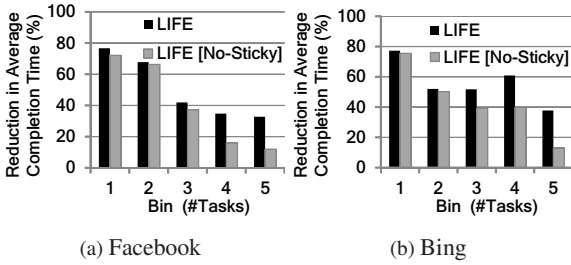 Reduction in Average
Completion Time (%)
100
80
60
40
20
0
LIFE
LIFE [No-Sticky]
1 2 3 4 5
Bin (#Tasks)
(a) Facebook
Reduction in Average
Completion Time (%)
100
80
60
40
20
0
LIFE
LIFE [No-Sticky]
1 2 3 4 5
Bin (#Tasks)
(b) Bing